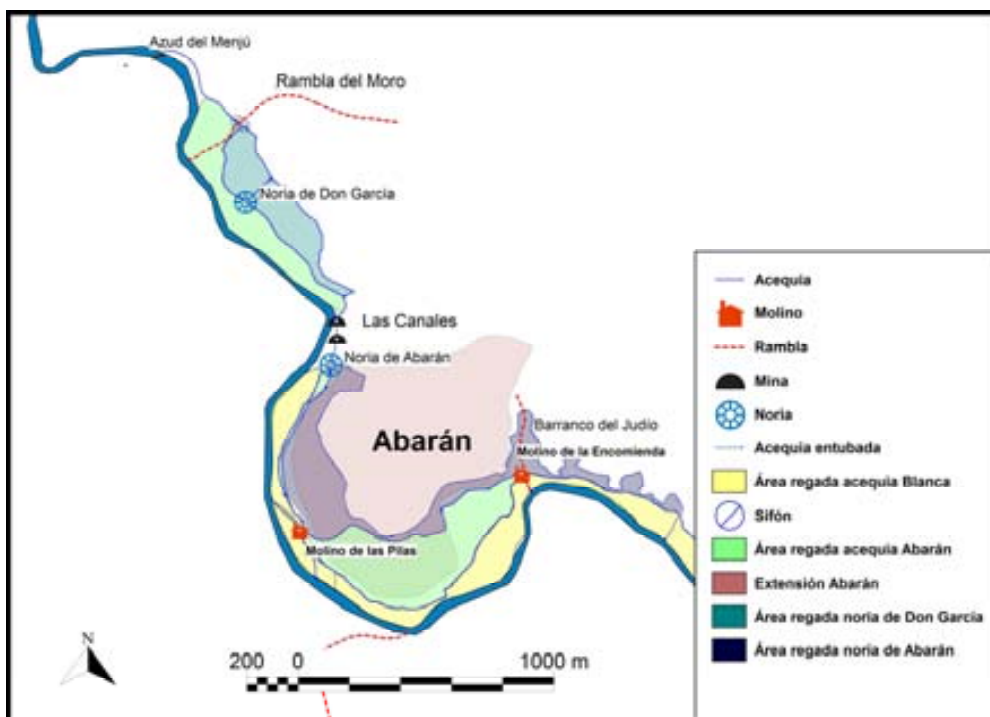 Azud del Menjú
Rambla del Moro
Noria de Don García
Las Canales
Noria de Abarán
Abarán
Barranco del Judío
Molino de la Encomienda
Molino de las Pilas
N
200 0 1000 m
Acequia
Molino
Rambla
Mina
Noria
Acequia entubada
Área regada acequia Blanca
Sifón
Área regada acequia Abarán
Extensión Abarán
Área regada noria de Don García
Área regada noria de Abarán